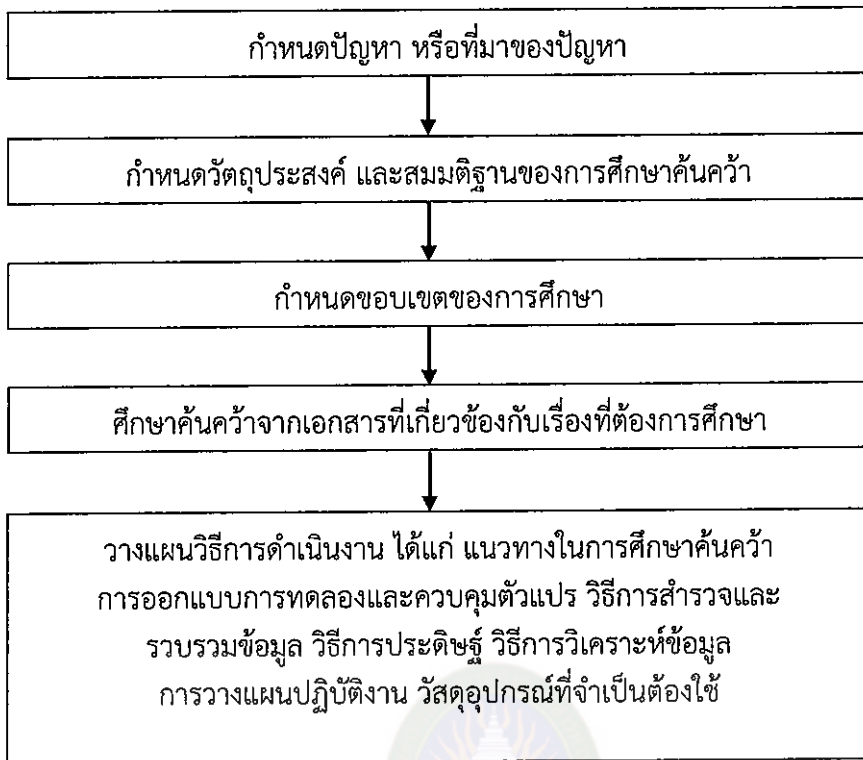 กำหนดปัญหา หรือที่มาของปัญหา
กำหนดวัตถุประสงค์ และสมมติฐานของการศึกษาค้นคว้า
กำหนดขอบเขตของการศึกษา
ศึกษาค้นคว้าจากเอกสารที่เกี่ยวข้องกับเรื่องที่ต้องการศึกษา
วางแผนวิธีการดำเนินงาน ได้แก่ แนวทางในการศึกษาค้นคว้า
การออกแบบการทดลองและควบคุมตัวแปร วิธีการสำรวจและ
รวบรวมข้อมูล วิธีการประดิษฐ์ วิธีการวิเคราะห์ข้อมูล
การวางแผนปฏิบัติงาน วัสดุอุปกรณ์ที่จำเป็นต้องใช้